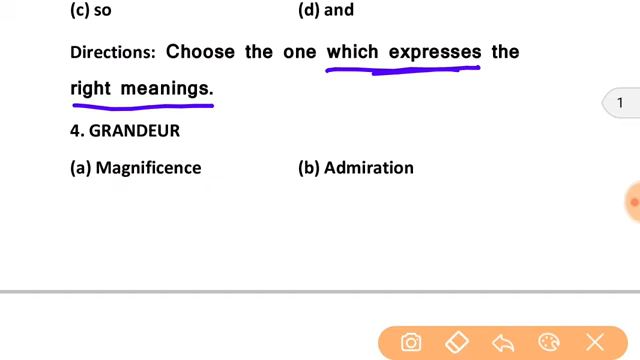 (c) so (d) and
Directions: Choose the one which expresses the
right meanings.
4. GRANDEUR
(a) Magnificence (b) Admiration
1